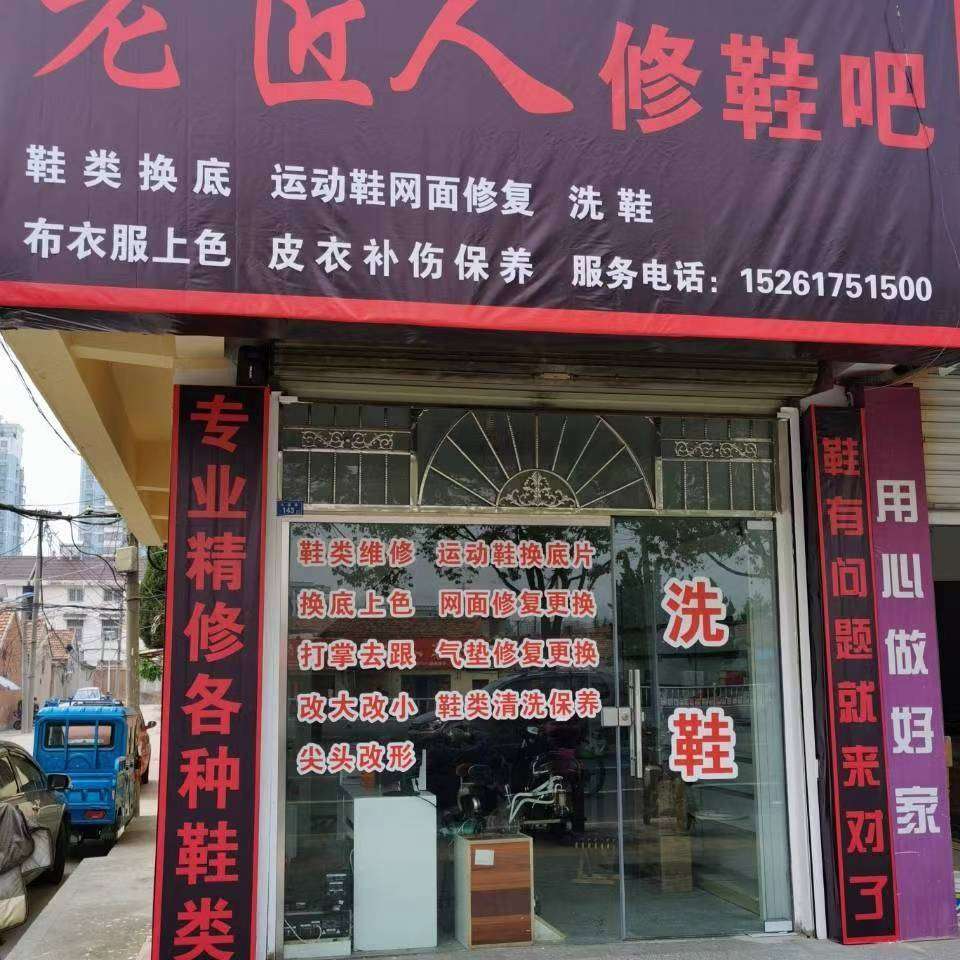 老匠人 修鞋吧
鞋类换底 运动鞋网面修复 洗鞋
布衣服上色 皮衣补伤保养 服务电话：15261751500
专业精修各种鞋类
143
鞋类维修 运动鞋换底片
换底上色 网面修复更换
打掌去跟 气垫修复更换
改大改小 鞋类清洗保养
尖头改形
洗鞋
鞋有问题就来对了
用心做好家